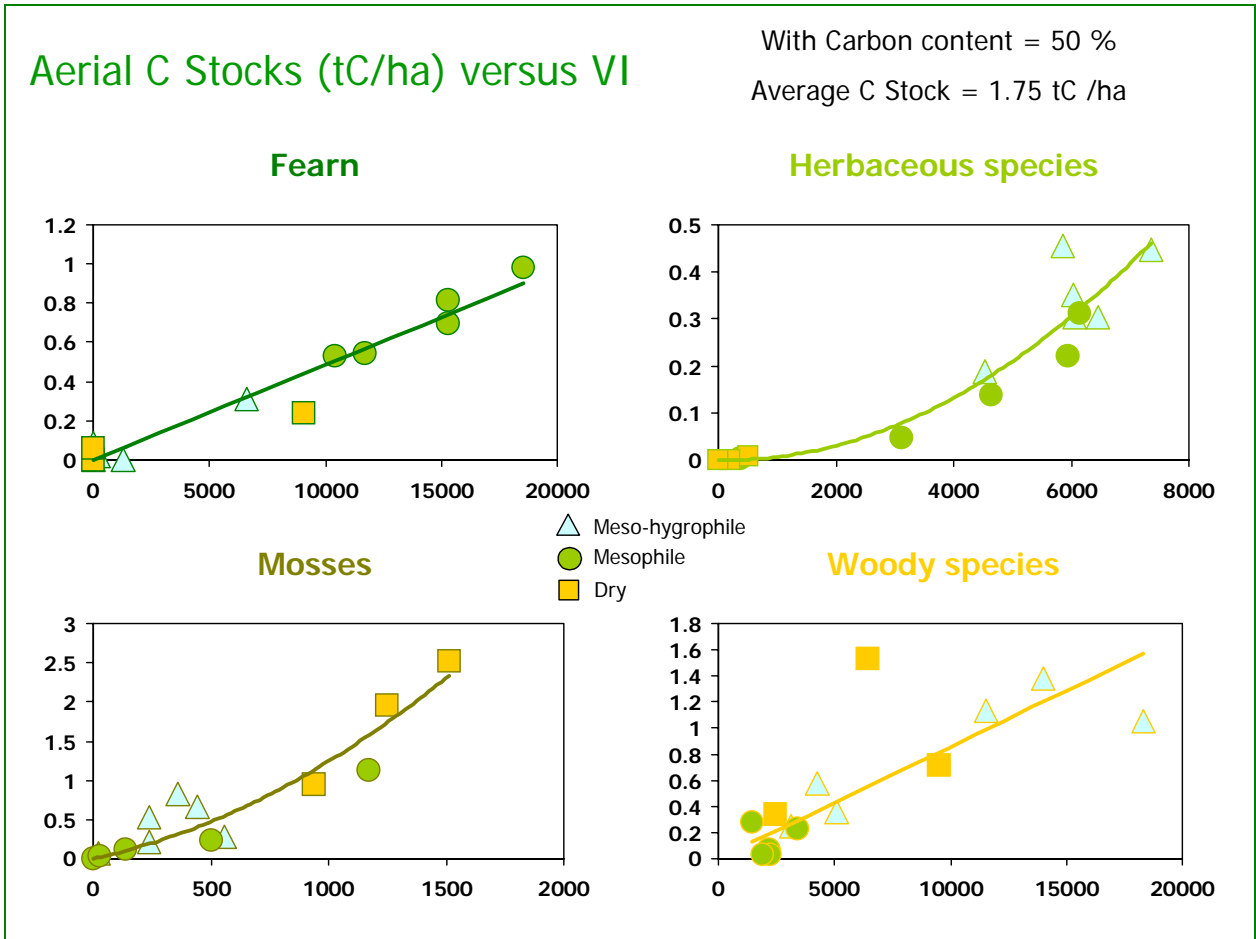 Aerial C Stocks (tC/ha) versus VI
With Carbon content = 50 %
Average C Stock = 1.75 tC /ha
Fearn
1.2
1
0.8
0.6
0.4
0.2
0
0 5000 10000 15000 20000
Herbaceous species
0.5
0.4
0.3
0.2
0.1
0
0 2000 4000 6000 8000
Meso-hygrophile
Mesophile
Dry
Mosses
3
2.5
2
1.5
1
0.5
0
0 500 1000 1500 2000
Woody species
1.8
1.6
1.4
1.2
1
0.8
0.6
0.4
0.2
0
0 5000 10000 15000 20000